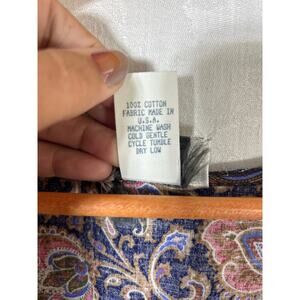 100% COTTON
FABRIC MADE IN
U.S.A.
MACHINE WASH
COLD GENTLE
CYCLE TUMBLE
DRY LOW